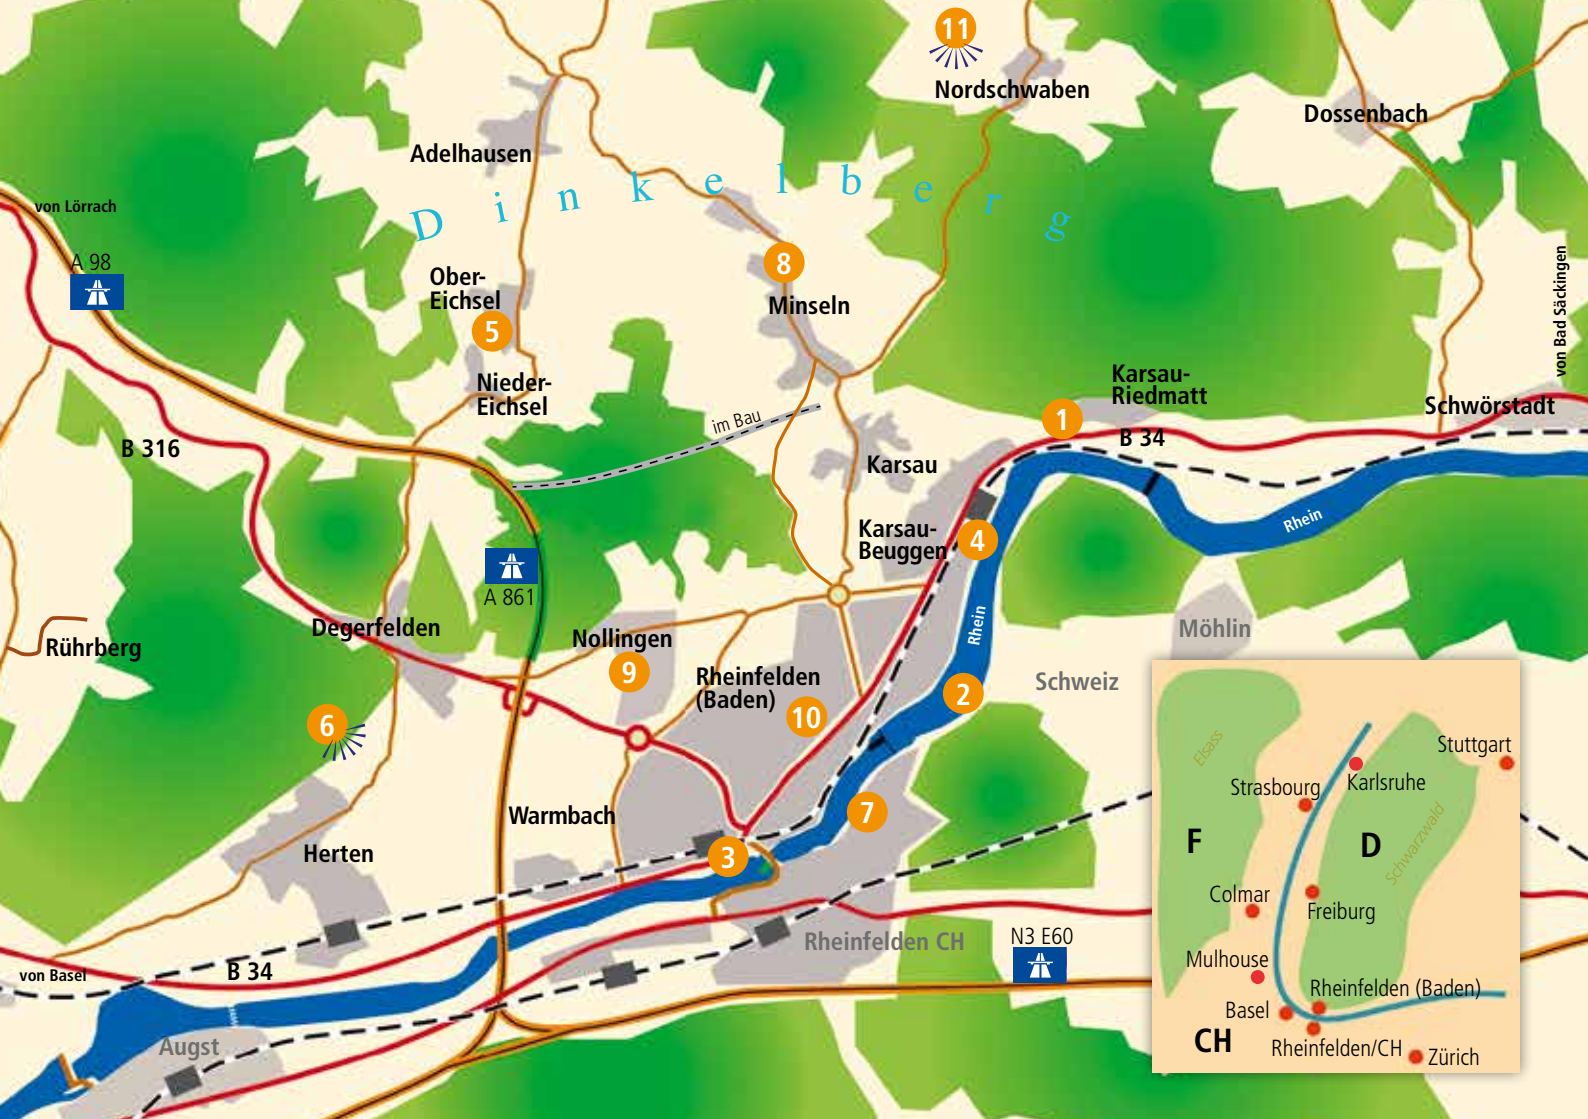 11
Nordschwaben
Dossenbach
Adelhausen
Dinkelberg
von Lörrach
A 98
Ober-
Eichsel
5
8
Minseln
von Bad Säckingen
Nieder-
Eichsel
Karsau-
Riedmatt
1
B 34
Schwörstadt
im Bau
B 316
Karsau
Karsau-
Beuggen
4
Rhein
A 861
Rhein
Degerfelden
Nollingen
9
Rührberg
Möhlin
Rheinfelden
(Baden)
10
Schweiz
2
6
7
Warmbach
Herten
3
Rheinfelden CH
N3 E60
von Basel
B 34
Augst
Elsass
Stuttgart
Strasbourg
Karlsruhe
F
D
Schwarzwald
Colmar
Freiburg
Mulhouse
Rheinfelden (Baden)
Basel
CH
Rheinfelden/CH
Zürich